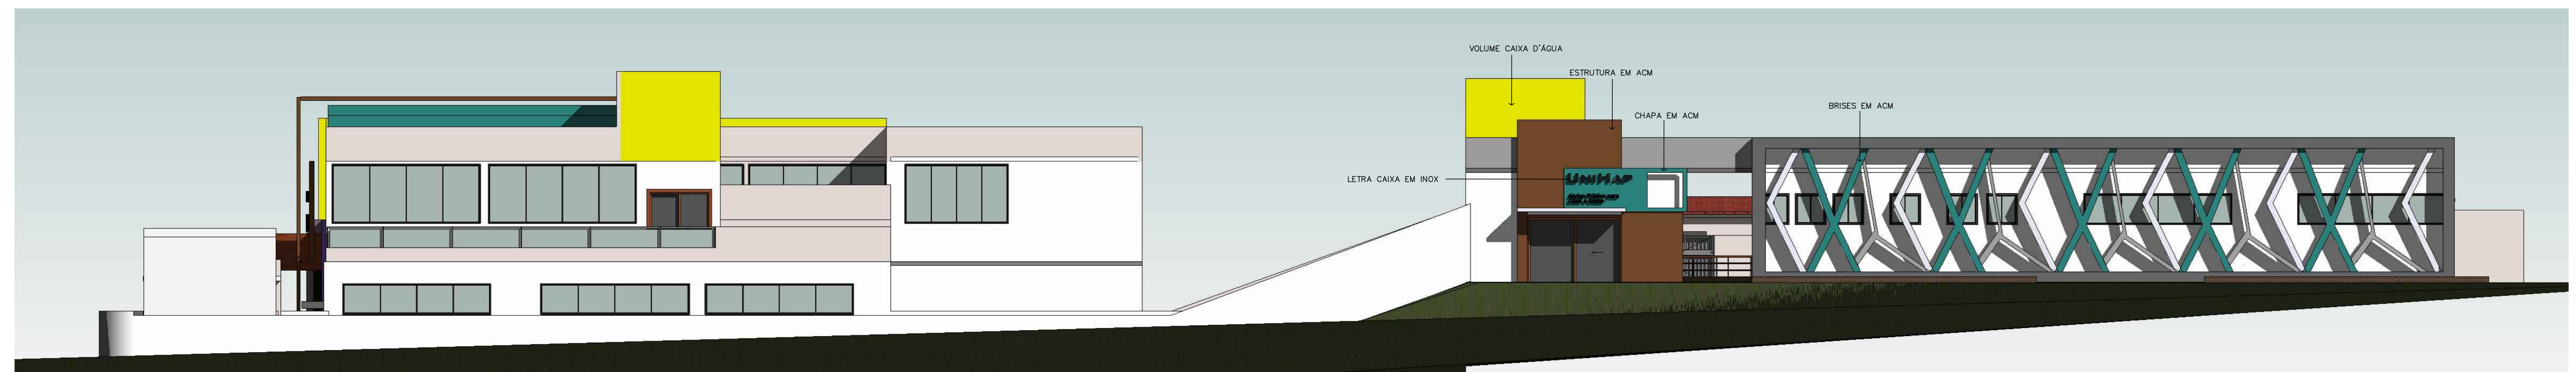 VOLUME CAIXA D'ÁGUA
ESTRUTURA EM ACM
CHAPA EM ACM
BRISES EM ACM
LETRA CAIXA EM INOX
UNIMAP